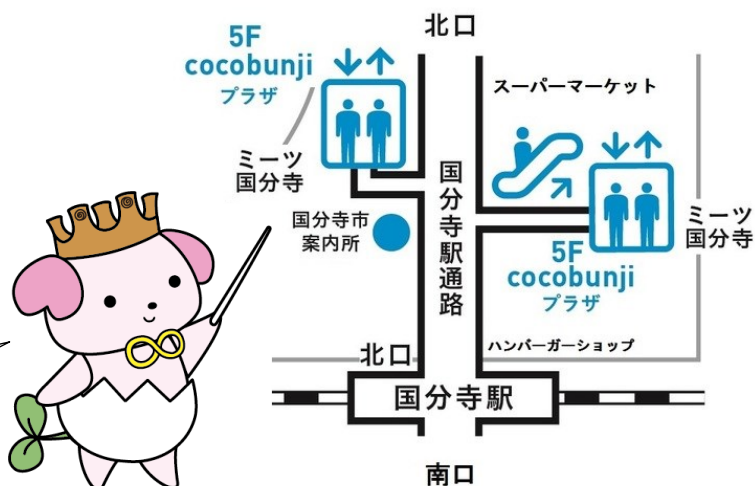 北口
5F
cocobunji
プラザ
スーパーマーケット
ミーツ
国分寺
国分寺駅通路
国分寺市
案内所
ミーツ
国分寺
5F
cocobunji
プラザ
北口
ハンバーガーショップ
国分寺駅
南口